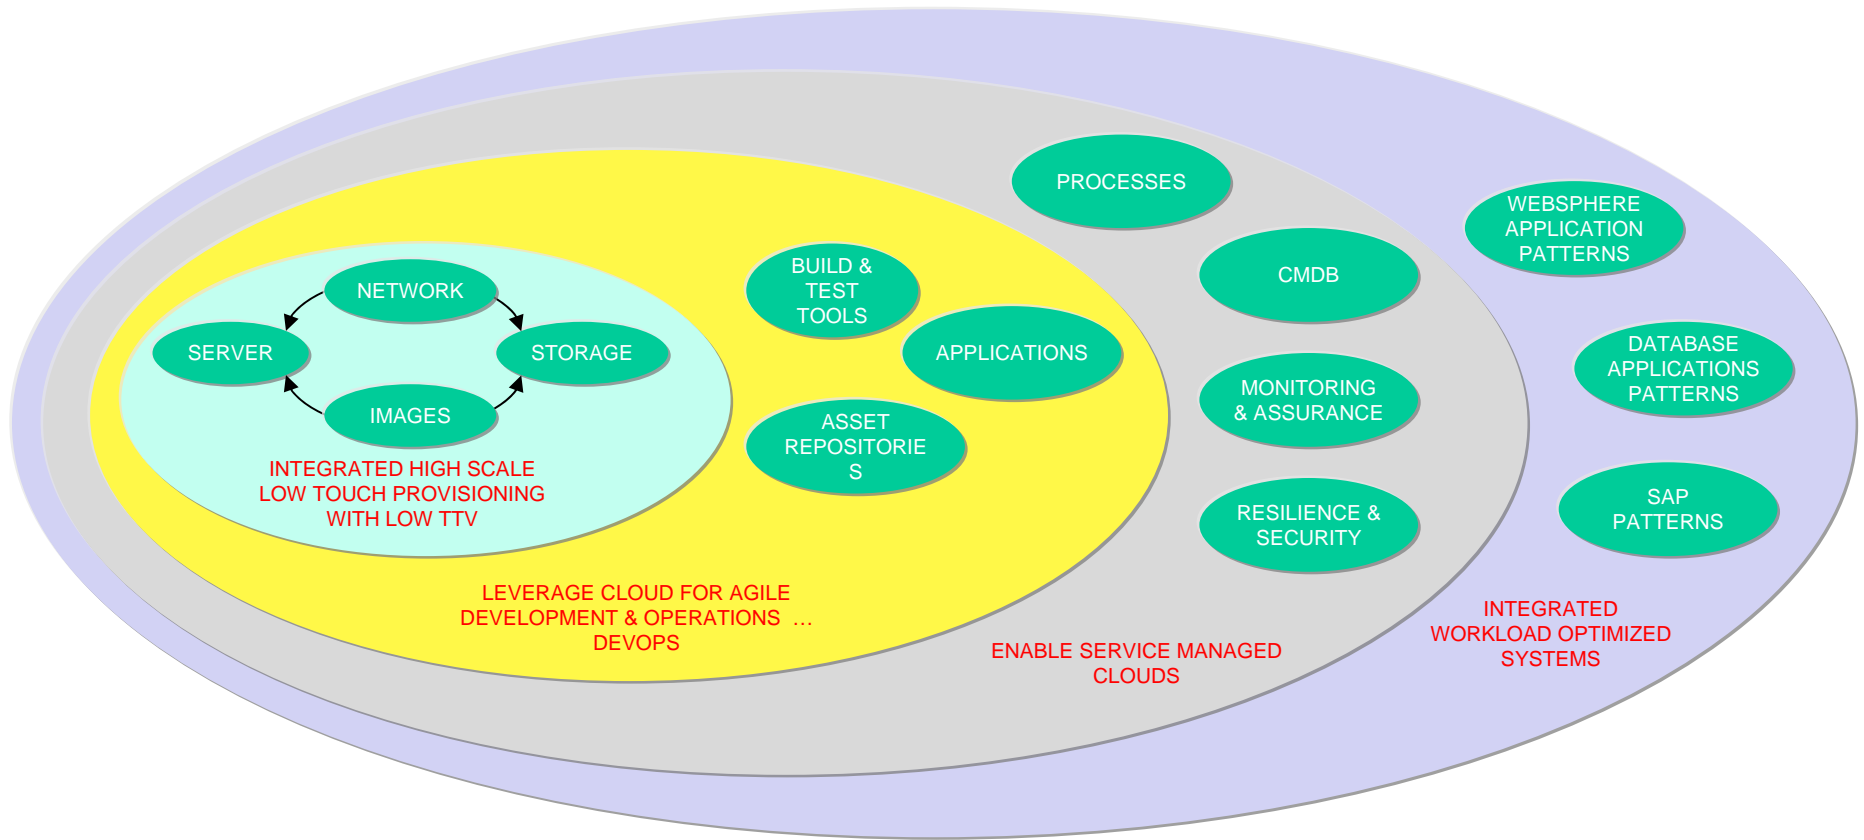 PROCESSES
WEBSPHERE
APPLICATION
PATTERNS
BUILD &
TEST
TOOLS
CMDB
NETWORK
SERVER
STORAGE
APPLICATIONS
DATABASE
APPLICATIONS
PATTERNS
IMAGES
MONITORING
& ASSURANCE
ASSET
REPOSITORIE
S
INTEGRATED HIGH SCALE
LOW TOUCH PROVISIONING
WITH LOW TTV
RESILIENCE &
SECURITY
SAP
PATTERNS
LEVERAGE CLOUD FOR AGILE
DEVELOPMENT & OPERATIONS …
DEVOPS
ENABLE SERVICE MANAGED
CLOUDS
INTEGRATED
WORKLOAD OPTIMIZED
SYSTEMS